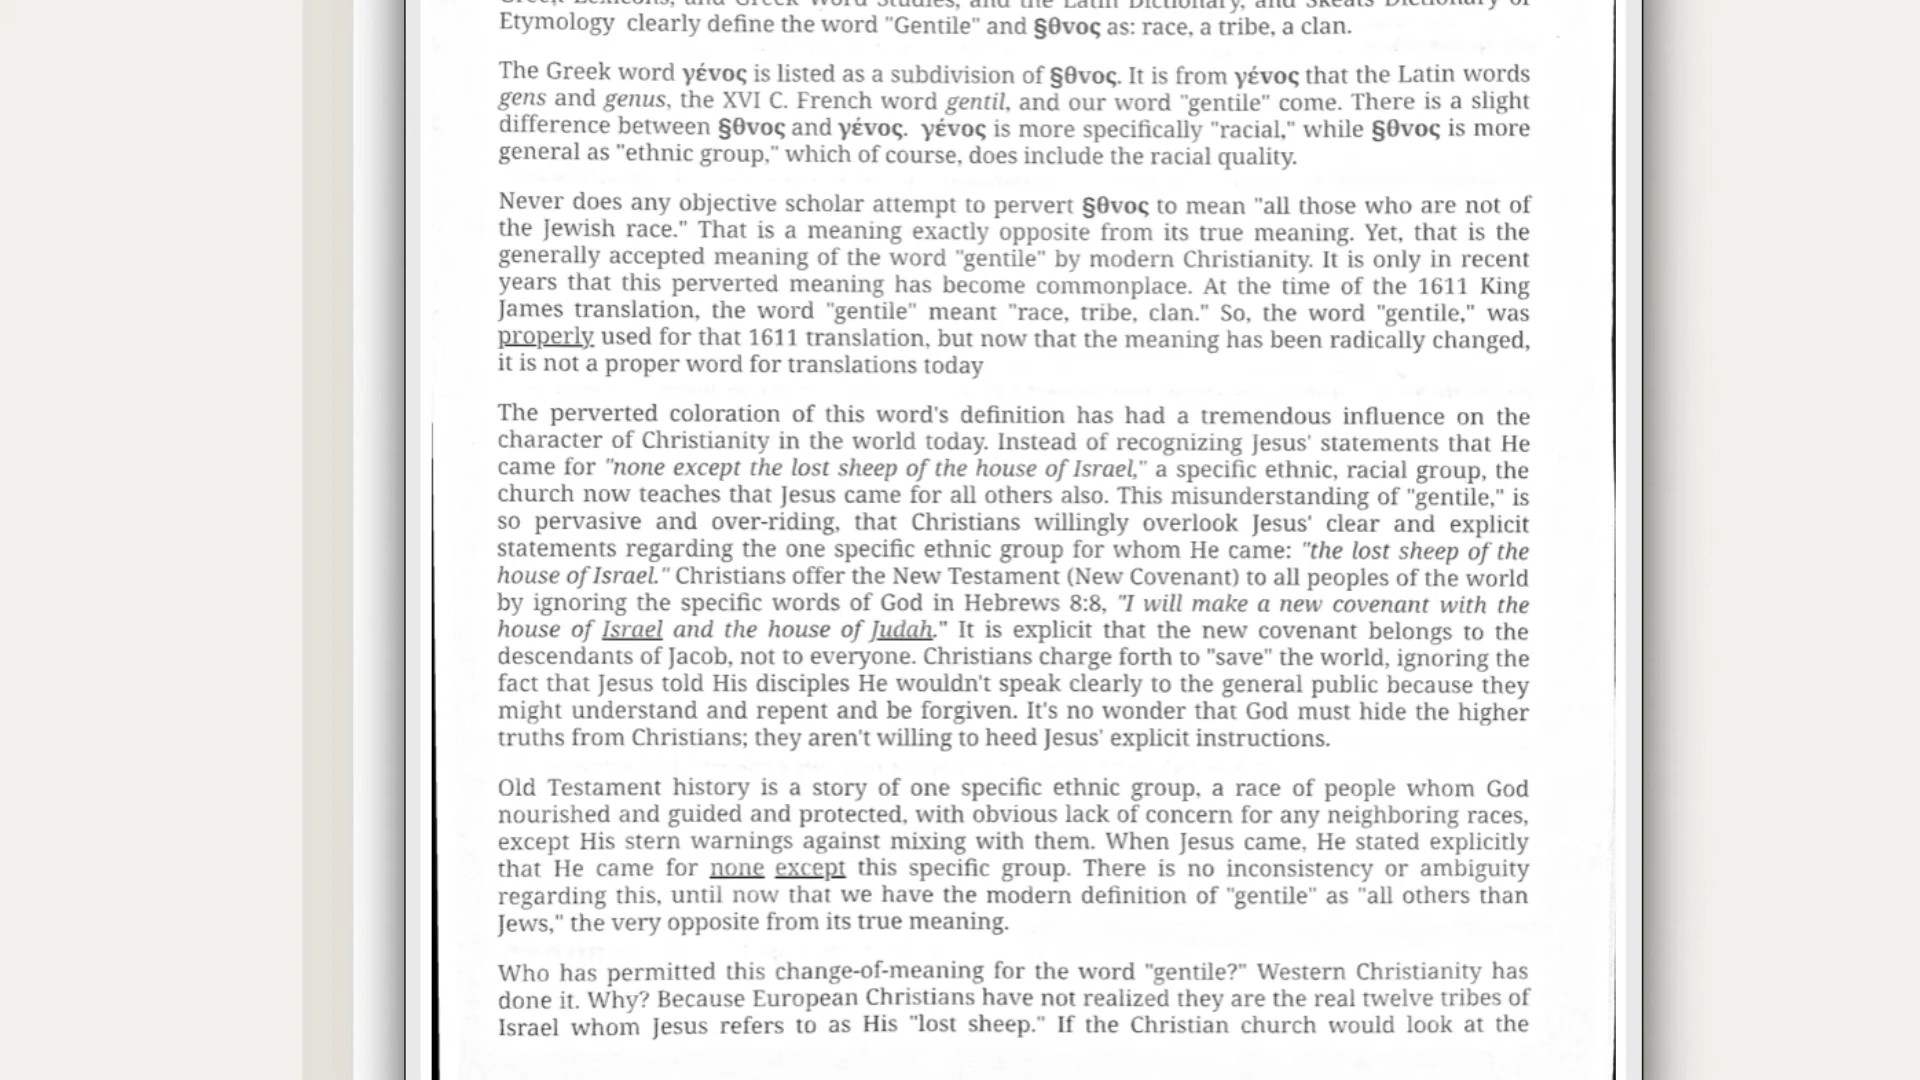 Greek Lexicons, and Greek Word Studies, and the Latin Dictionary, and Skeats Dictionary of
Etymology clearly define the word "Gentile" and §θνος as: race, a tribe, a clan.
The Greek word γένος is listed as a subdivision of §θνος. It is from γένος that the Latin words
gens and genus, the XVI C. French word gentil, and our word "gentile" come. There is a slight
difference between §θνος and γένος. γένος is more specifically "racial," while §θνος is more
general as "ethnic group," which of course, does include the racial quality.
Never does any objective scholar attempt to pervert §θνος to mean "all those who are not of
the Jewish race." That is a meaning exactly opposite from its true meaning. Yet, that is the
generally accepted meaning of the word "gentile" by modern Christianity. It is only in recent
years that this perverted meaning has become commonplace. At the time of the 1611 King
James translation, the word "gentile" meant "race, tribe, clan." So, the word "gentile," was
properly used for that 1611 translation, but now that the meaning has been radically changed,
it is not a proper word for translations today
The perverted coloration of this word's definition has had a tremendous influence on the
character of Christianity in the world today. Instead of recognizing Jesus' statements that He
came for "none except the lost sheep of the house of Israel," a specific ethnic, racial group, the
church now teaches that Jesus came for all others also. This misunderstanding of "gentile," is
so pervasive and over-riding, that Christians willingly overlook Jesus' clear and explicit
statements regarding the one specific ethnic group for whom He came: "the lost sheep of the
house of Israel." Christians offer the New Testament (New Covenant) to all peoples of the world
by ignoring the specific words of God in Hebrews 8:8, "I will make a new covenant with the
house of Israel and the house of Judah." It is explicit that the new covenant belongs to the
descendants of Jacob, not to everyone. Christians charge forth to "save" the world, ignoring the
fact that Jesus told His disciples He wouldn't speak clearly to the general public because they
might understand and repent and be forgiven. It's no wonder that God must hide the higher
truths from Christians; they aren't willing to heed Jesus' explicit instructions.
Old Testament history is a story of one specific ethnic group, a race of people whom God
nourished and guided and protected, with obvious lack of concern for any neighboring races,
except His stern warnings against mixing with them. When Jesus came, He stated explicitly
that He came for none except this specific group. There is no inconsistency or ambiguity
regarding this, until now that we have the modern definition of "gentile" as "all others than
Jews," the very opposite from its true meaning.
Who has permitted this change-of-meaning for the word "gentile?" Western Christianity has
done it. Why? Because European Christians have not realized they are the real twelve tribes of
Israel whom Jesus refers to as His "lost sheep." If the Christian church would look at the